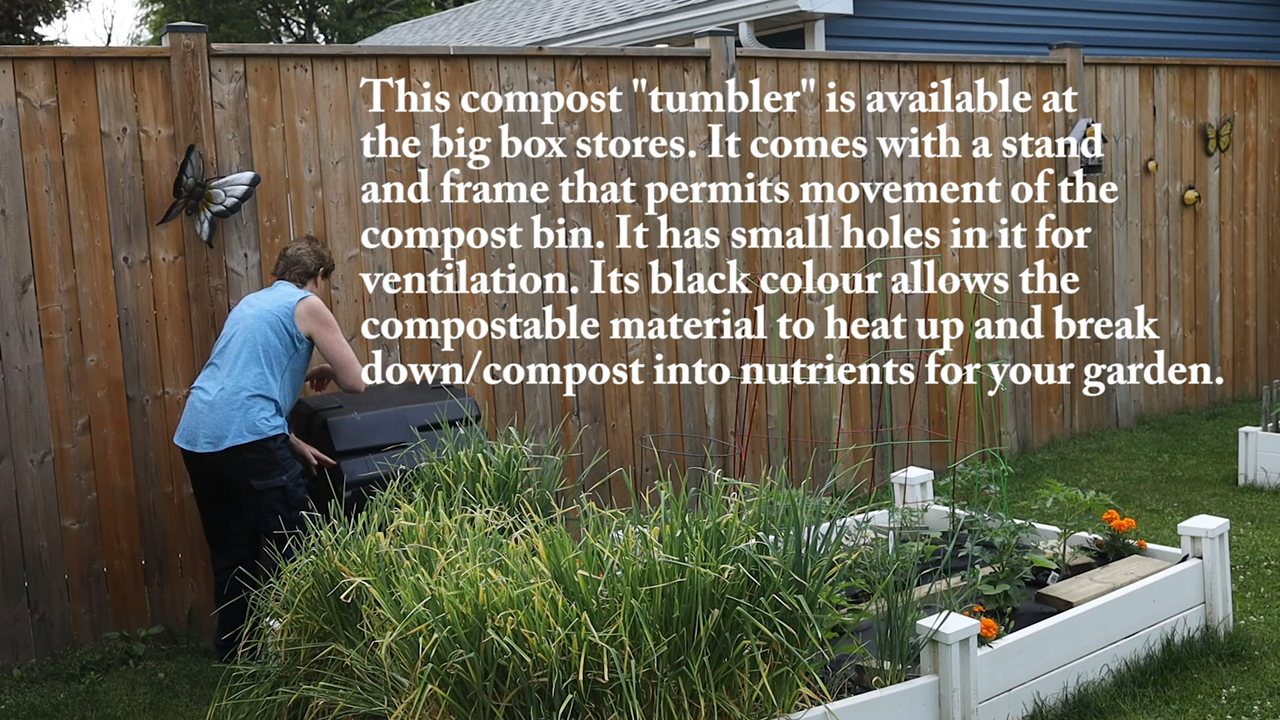 This compost "tumbler" is available at
the big box stores. It comes with a stand
and frame that permits movement of the
compost bin. It has small holes in it for
ventilation. Its black colour allows the
compostable material to heat up and break
down/compost into nutrients for your garden.